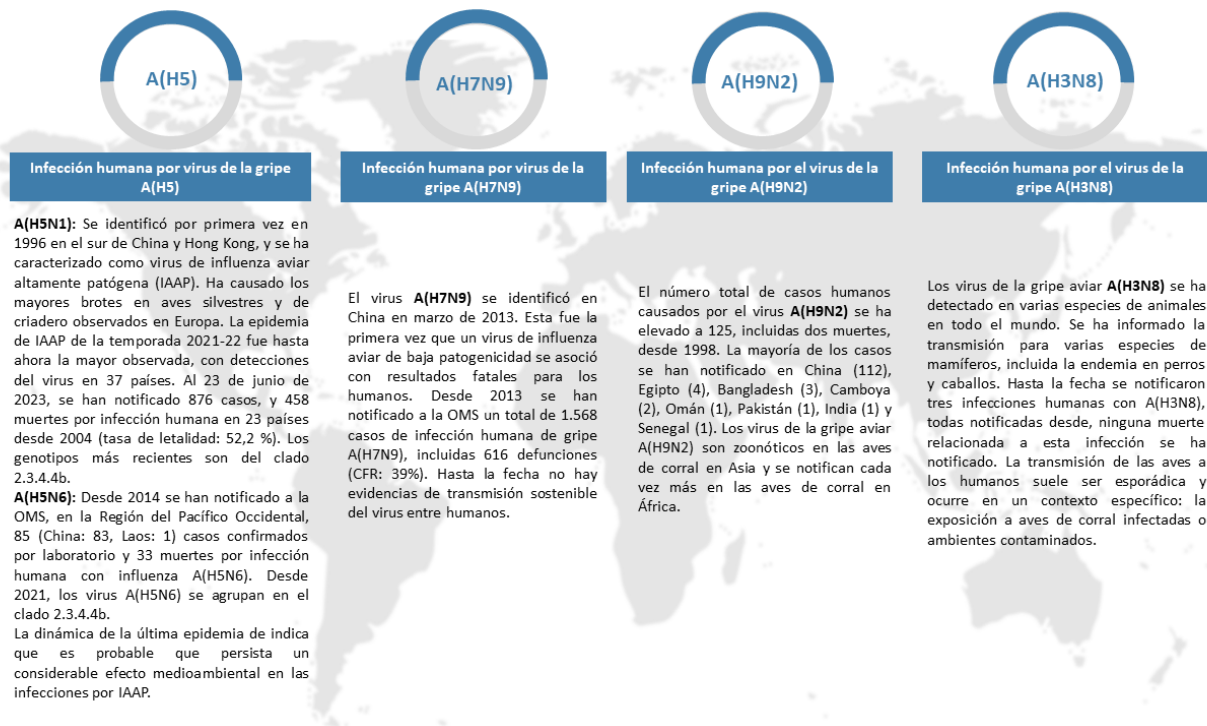 A(H5)
Infección humana por virus de la gripe
A(H5)
A(H5N1): Se identificó por primera vez en
1996 en el sur de China y Hong Kong, y se ha
caracterizado como virus de influenza aviar
altamente patógena (IAAP). Ha causado los
mayores brotes en aves silvestres y de
criadero observados en Europa. La epidemia
de IAAP de la temporada 2021-22 fue hasta
ahora la mayor observada, con detecciones
del virus en 37 países. Al 23 de junio de
2023, se han notificado 876 casos, y 458
muertes por infección humana en 23 países
desde 2004 (tasa de letalidad: 52,2 %). Los
genotipos más recientes son del clado
2.3.4.4b.
A(H5N6): Desde 2014 se han notificado a la
OMS, en la Región del Pacífico Occidental,
85 (China: 83, Laos: 1) casos confirmados
por laboratorio y 33 muertes por infección
humana con influenza A(H5N6). Desde
2021, los virus A(H5N6) se agrupan en el
clado 2.3.4.4b.
La dinámica de la última epidemia de indica
que es probable que persista un
considerable efecto medioambiental en las
infecciones por IAAP.
A(H7N9)
Infección humana por virus de la
gripe A(H7N9)
El virus A(H7N9) se identificó en
China en marzo de 2013. Esta fue la
primera vez que un virus de influenza
aviar de baja patogenicidad se asoció
con resultados fatales para los
humanos. Desde 2013 se han
notificado a la OMS un total de 1.568
casos de infección humana de gripe
A(H7N9), incluidas 616 defunciones
(CFR: 39%). Hasta la fecha no hay
evidencias de transmisión sostenible
del virus entre humanos.
A(H9N2)
Infección humana por el virus de la
gripe A(H9N2)
El número total de casos humanos
causados por el virus A(H9N2) se ha
elevado a 125, incluidas dos muertes,
desde 1998. La mayoría de los casos
se han notificado en China (112),
Egipto (4), Bangladesh (3), Camboya
(2), Omán (1), Pakistán (1), India (1) y
Senegal (1). Los virus de la gripe aviar
A(H9N2) son zoonóticos en las aves
de corral en Asia y se notifican cada
vez más en las aves de corral en
África.
A(H3N8)
Infección humana por el virus de la
gripe A(H3N8)
Los virus de la gripe aviar A(H3N8) se ha
detectado en varias especies de animales
en todo el mundo. Se ha informado la
transmisión para varias especies de
mamíferos, incluida la endemia en perros
y caballos. Hasta la fecha se notificaron
tres infecciones humanas con A(H3N8),
todas notificadas desde, ninguna muerte
relacionada a esta infección se ha
notificado. La transmisión de las aves a
los humanos suele ser esporádica y
ocurre en un contexto específico: la
exposición a aves de corral infectadas o
ambientes contaminados.